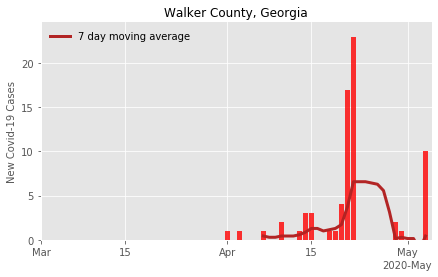 Walker County, Georgia
7 day moving average
New Covid-19 Cases
20
15
10
5
0
Mar
15
Apr
15
May
2020-May